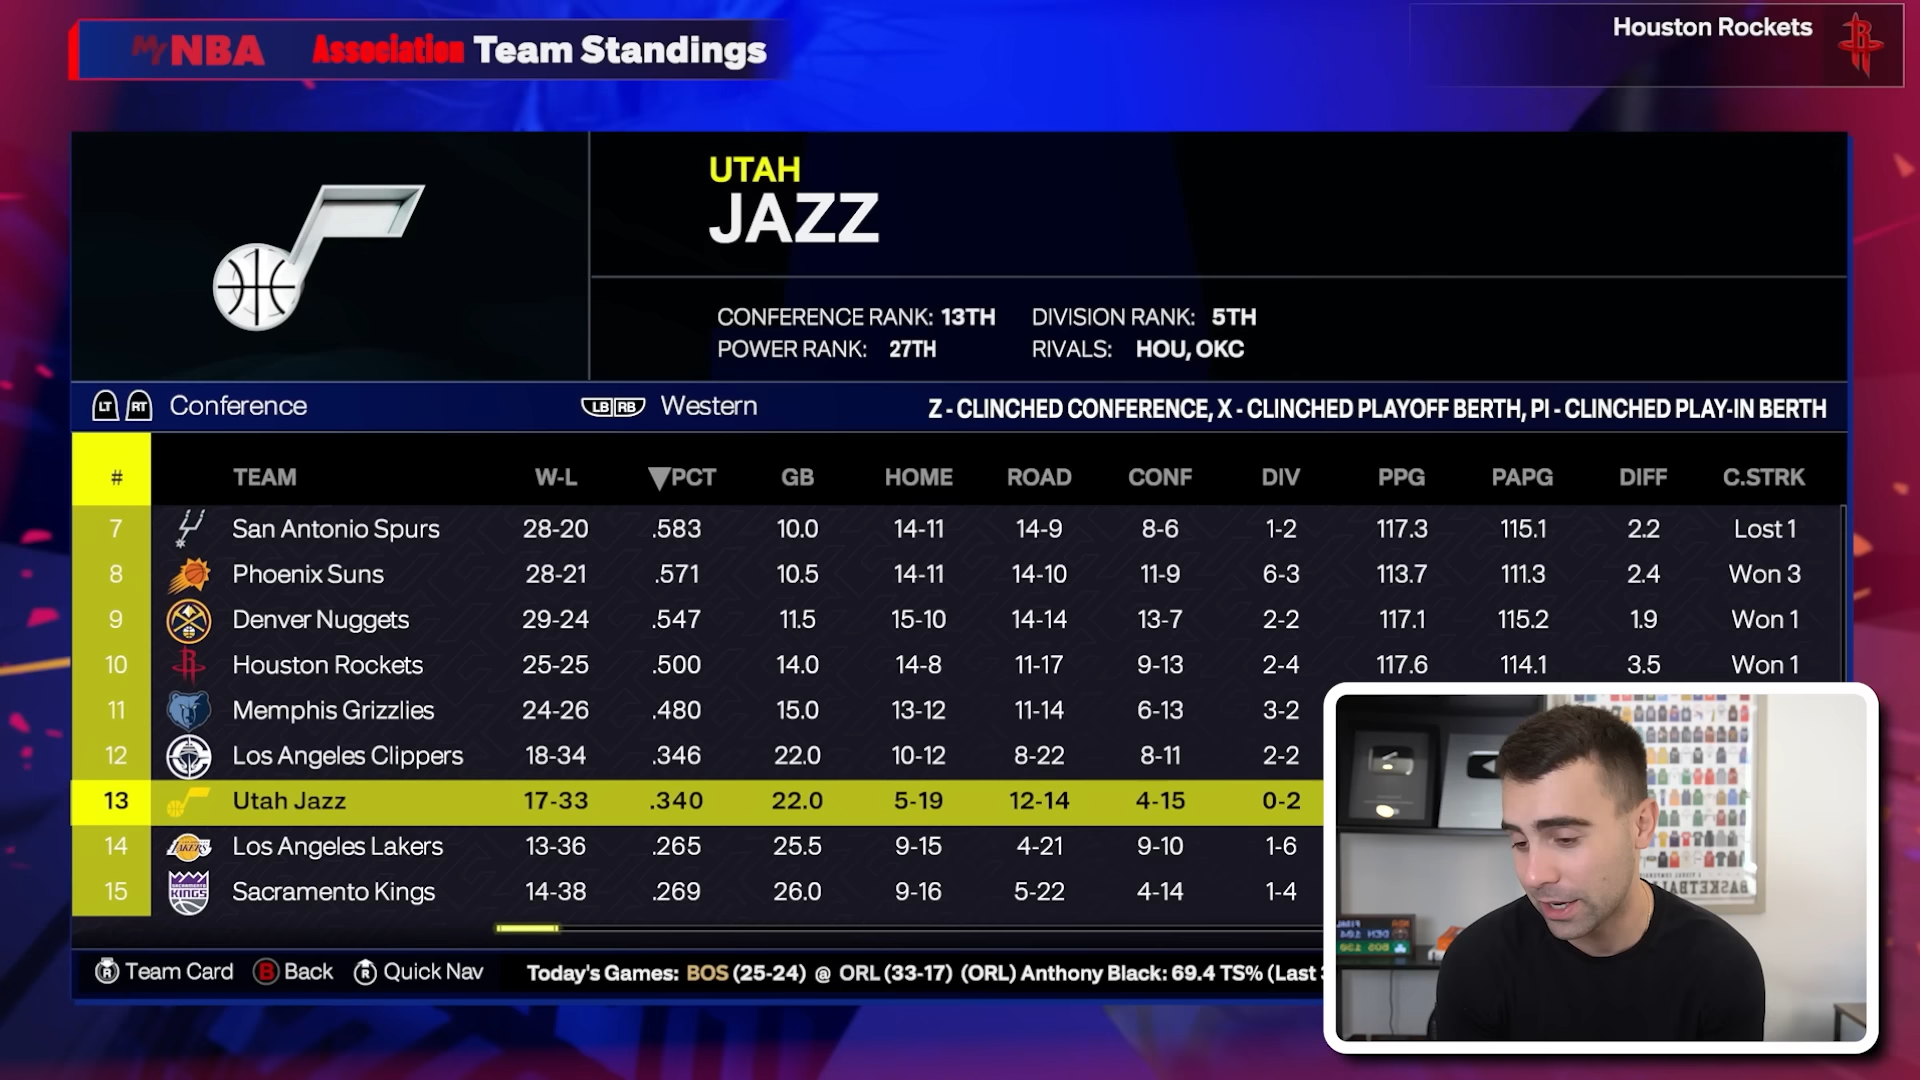 MyNBA Association Team Standings
Houston Rockets
UTAH
JAZZ
CONFERENCE RANK: 13TH DIVISION RANK: 5TH
POWER RANK: 27TH RIVALS: HOU, OKC
LT RT Conference LB RB Western Z - CLINCHED CONFERENCE, X - CLINCHED PLAYOFF BERTH, PI - CLINCHED PLAY-IN BERTH
# TEAM W-L ▼PCT GB HOME ROAD CONF DIV PPG PAPG DIFF C.STRK
7 San Antonio Spurs 28-20 .583 10.0 14-11 14-9 8-6 1-2 117.3 115.1 2.2 Lost 1
8 Phoenix Suns 28-21 .571 10.5 14-11 14-10 11-9 6-3 113.7 111.3 2.4 Won 3
9 Denver Nuggets 29-24 .547 11.5 15-10 14-14 13-7 2-2 117.1 115.2 1.9 Won 1
10 Houston Rockets 25-25 .500 14.0 14-8 11-17 9-13 2-4 117.6 114.1 3.5 Won 1
11 Memphis Grizzlies 24-26 .480 15.0 13-12 11-14 6-13 3-2
12 Los Angeles Clippers 18-34 .346 22.0 10-12 8-22 8-11 2-2
13 Utah Jazz 17-33 .340 22.0 5-19 12-14 4-15 0-2
14 LAKERS Los Angeles Lakers 13-36 .265 25.5 9-15 4-21 9-10 1-6
15 KINGS Sacramento Kings 14-38 .269 26.0 9-16 5-22 4-14 1-4
R Team Card B Back R Quick Nav Today's Games: BOS (25-24) @ ORL (33-17) (ORL) Anthony Black: 69.4 TS% (Last
BASKETBALL
FINAL
DEN 104
BOS 130